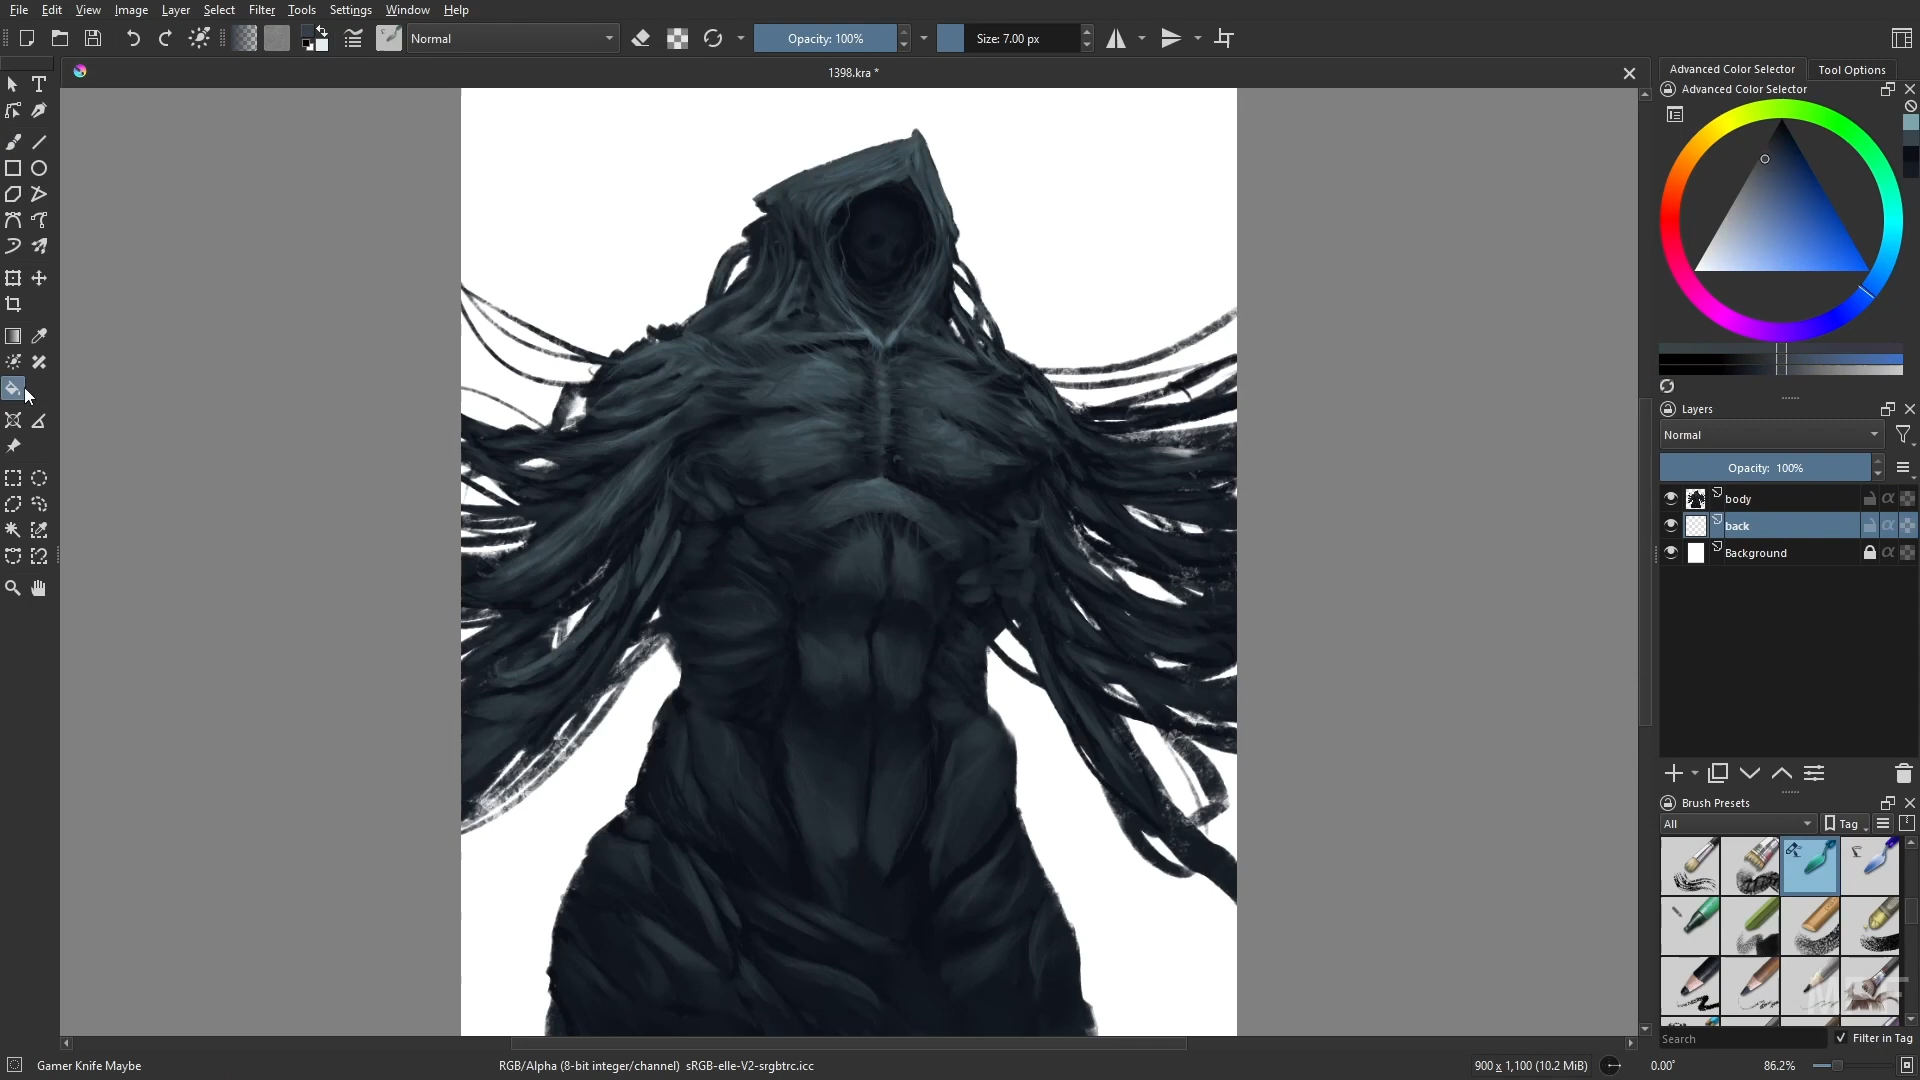 File Edit View Image Layer Select Filter Tools Settings Window Help
Normal
Opacity: 100%
Size: 7.00 px
1398.kra *
Advanced Color Selector
Tool Options
Advanced Color Selector
Layers
Normal
Opacity: 100%
body
back
Background
Brush Presets
All
Tag
Search
Filter in Tag
Gamer Knife Maybe
RGB/Alpha (8-bit integer/channel) sRGB-elle-V2-srgbtrc.icc
900 x 1,100 (10.2 MiB)
0.00°
86.2%